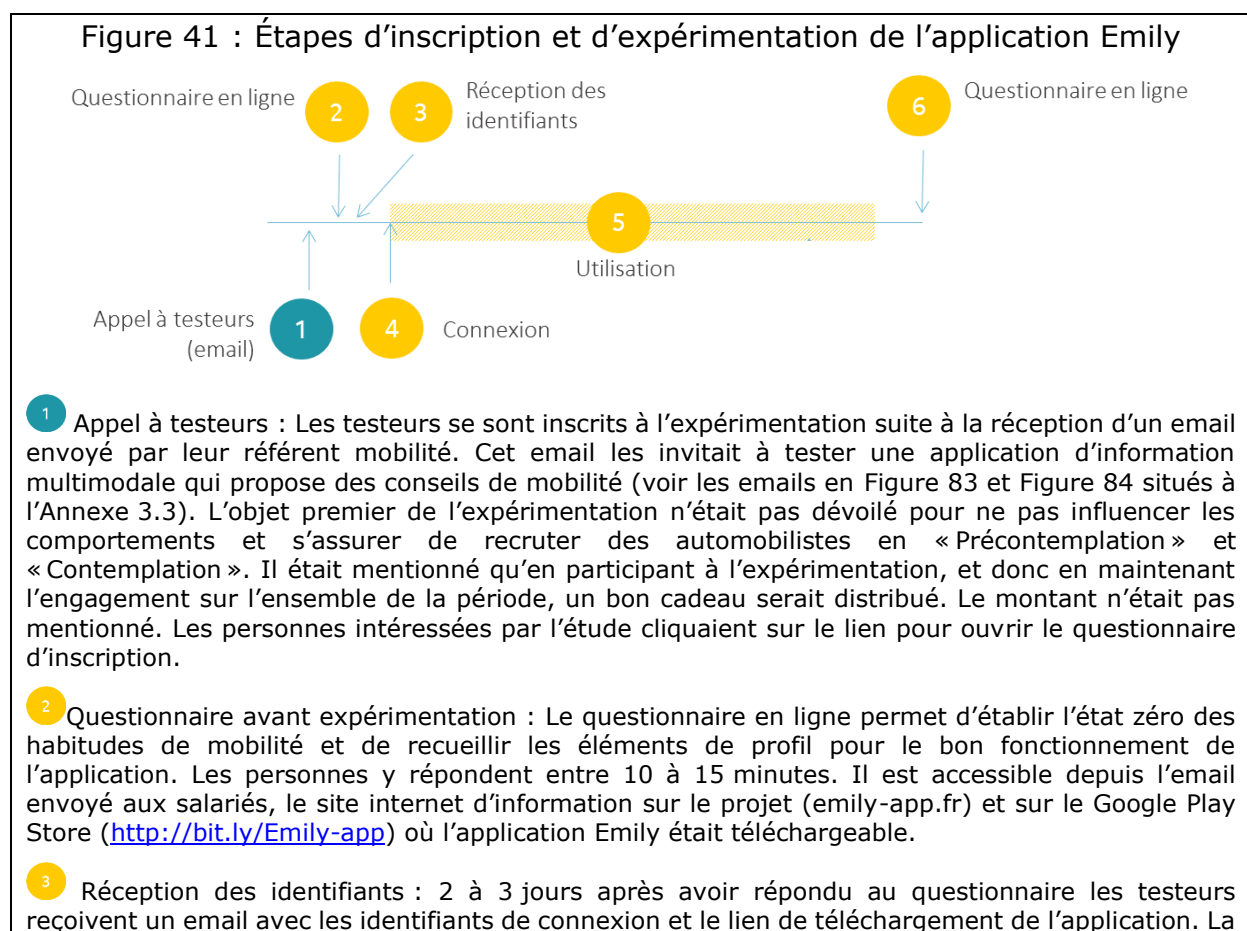 Figure 41 : Étapes d’inscription et d’expérimentation de l’application Emily
Questionnaire en ligne
2
3
Réception des
identifiants
6
Questionnaire en ligne
5
Utilisation
Appel à testeurs
(email)
1
4
Connexion
1 Appel à testeurs : Les testeurs se sont inscrits à l’expérimentation suite à la réception d’un email
envoyé par leur référent mobilité. Cet email les invitait à tester une application d’information
multimodale qui propose des conseils de mobilité (voir les emails en Figure 83 et Figure 84 situés à
l’Annexe 3.3). L’objet premier de l’expérimentation n’était pas dévoilé pour ne pas influencer les
comportements et s’assurer de recruter des automobilistes en « Précontemplation » et
« Contemplation ». Il était mentionné qu’en participant à l’expérimentation, et donc en maintenant
l’engagement sur l’ensemble de la période, un bon cadeau serait distribué. Le montant n’était pas
mentionné. Les personnes intéressées par l’étude cliquaient sur le lien pour ouvrir le questionnaire
d’inscription.
2 Questionnaire avant expérimentation : Le questionnaire en ligne permet d’établir l’état zéro des
habitudes de mobilité et de recueillir les éléments de profil pour le bon fonctionnement de
l’application. Les personnes y répondent entre 10 à 15 minutes. Il est accessible depuis l’email
envoyé aux salariés, le site internet d’information sur le projet (emily-app.fr) et sur le Google Play
Store (http://bit.ly/Emily-app) où l’application Emily était téléchargeable.
3 Réception des identifiants : 2 à 3 jours après avoir répondu au questionnaire les testeurs
reçoivent un email avec les identifiants de connexion et le lien de téléchargement de l’application. La